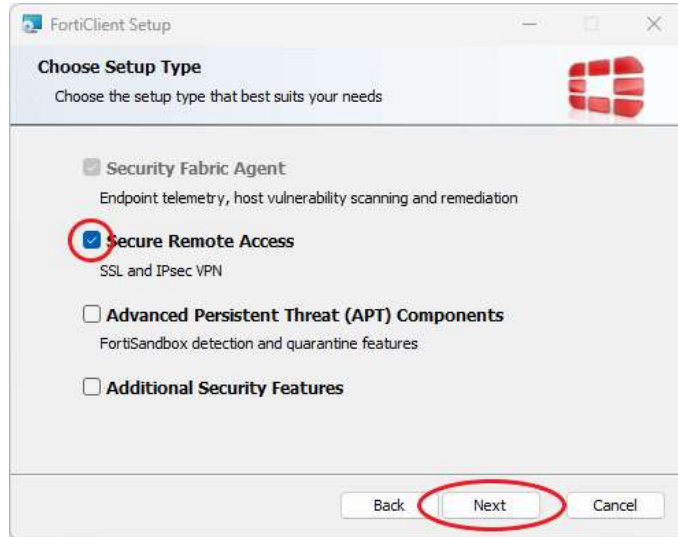 FortiClient Setup
Choose Setup Type
Choose the setup type that best suits your needs
Security Fabric Agent
Endpoint telemetry, host vulnerability scanning and remediation
Secure Remote Access
SSL and IPsec VPN
Advanced Persistent Threat (APT) Components
FortiSandbox detection and quarantine features
Additional Security Features
Back Next Cancel